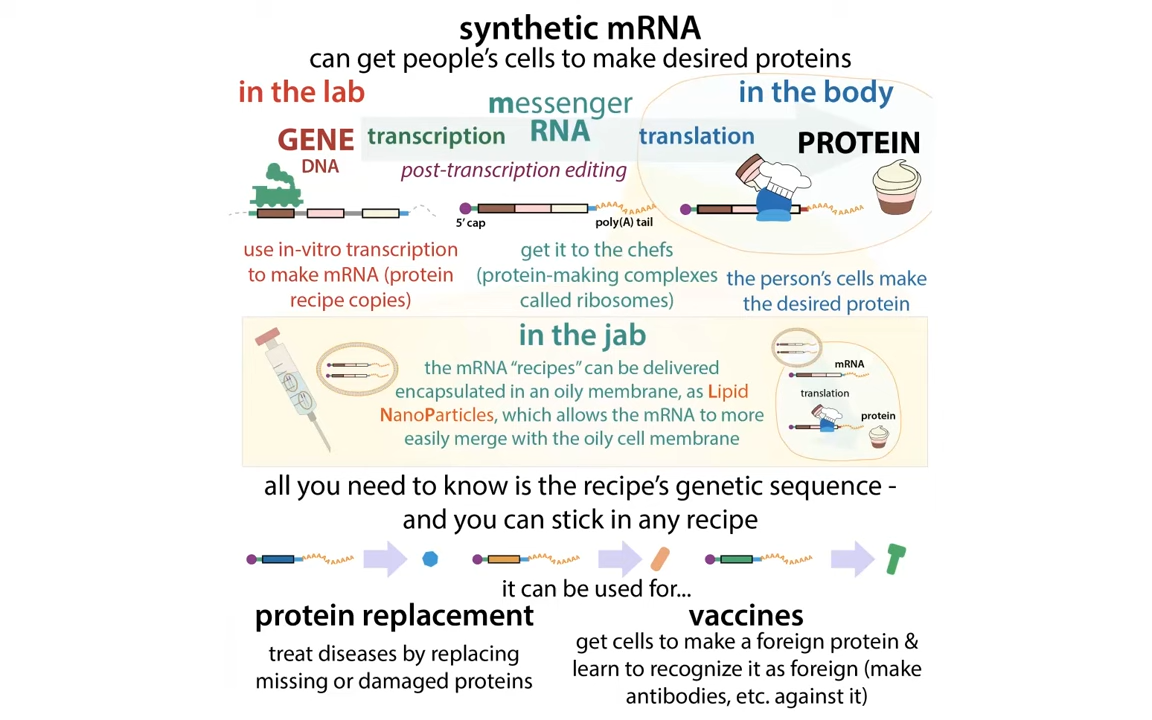 synthetic mRNA
can get people's cells to make desired proteins
in the lab
messenger
RNA
in the body
GENE
DNA
transcription
post-transcription editing
translation
PROTEIN
5' cap
AAAAAA
poly(A) tail
AAAAAA
use in-vitro transcription
to make mRNA (protein
recipe copies)
get it to the chefs
(protein-making complexes
called ribosomes)
the person's cells make
the desired protein
in the jab
the mRNA "recipes" can be delivered
encapsulated in an oily membrane, as Lipid
NanoParticles, which allows the mRNA to more
easily merge with the oily cell membrane
mRNA
translation
protein
all you need to know is the recipe's genetic sequence -
and you can stick in any recipe
AAAAAA
AAAAAA
AAAAAA
it can be used for...
protein replacement
treat diseases by replacing
missing or damaged proteins
vaccines
get cells to make a foreign protein &
learn to recognize it as foreign (make
antibodies, etc. against it)